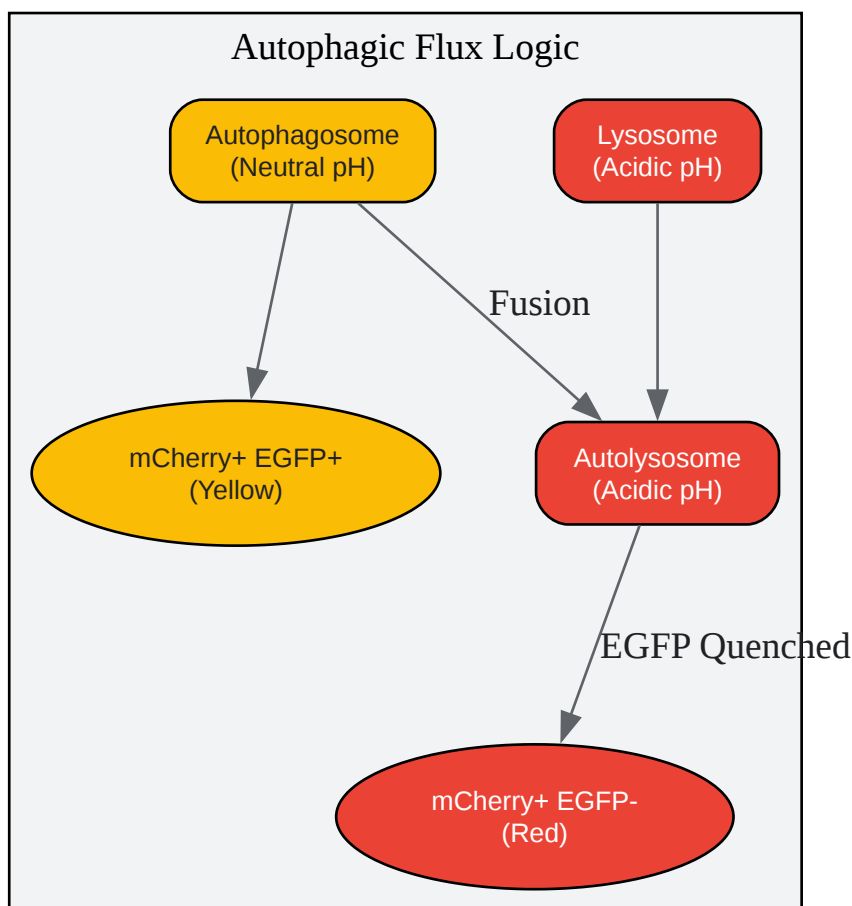 Autophagic Flux Logic
Autophagosome
(Neutral pH)
Lysosome
(Acidic pH)
Fusion
mCherry+ EGFP+
(Yellow)
Autolysosome
(Acidic pH)
EGFP Quenched
mCherry+ EGFP-
(Red)